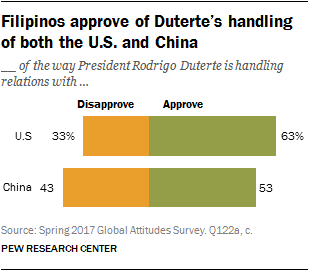 Filipinos approve of Duterte's handling
of both the U.S. and China
__ of the way President Rodrigo Duterte is handling
relations with ...
Disapprove Approve
U.S 33% 63%
China 43 53
Source: Spring 2017 Global Attitudes Survey. Q122a, c.
PEW RESEARCH CENTER